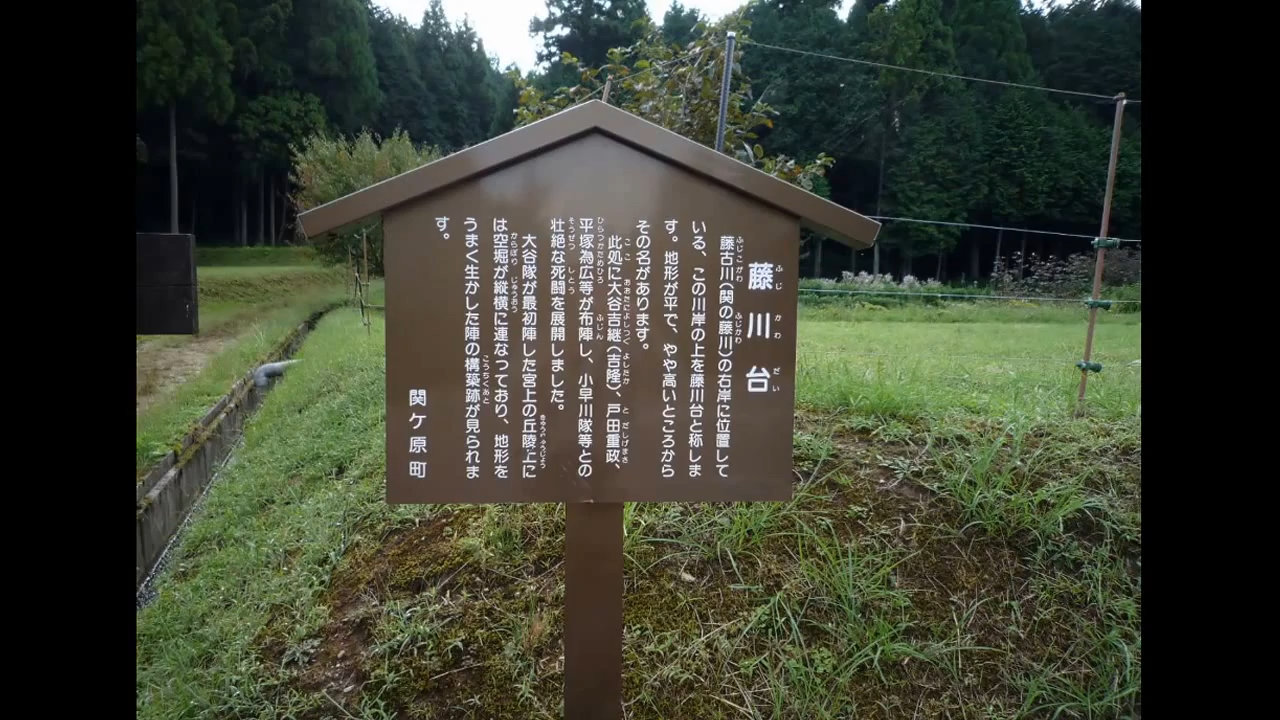 藤川台
藤古川(関の藤川)の右岸に位置して
いる、この川岸の上を藤川台と称しま
す。地形が平で、やや高いところから
その名があります。
此処に大谷吉継(吉隆)、戸田重政、
平塚為広等が布陣し、小早川隊等との
壮絶な死闘を展開しました。
大谷隊が最初陣した宮上の丘陵上に
は空堀が縦横に連なっており、地形を
うまく生かした陣の構築跡が見られま
す。
関ケ原町